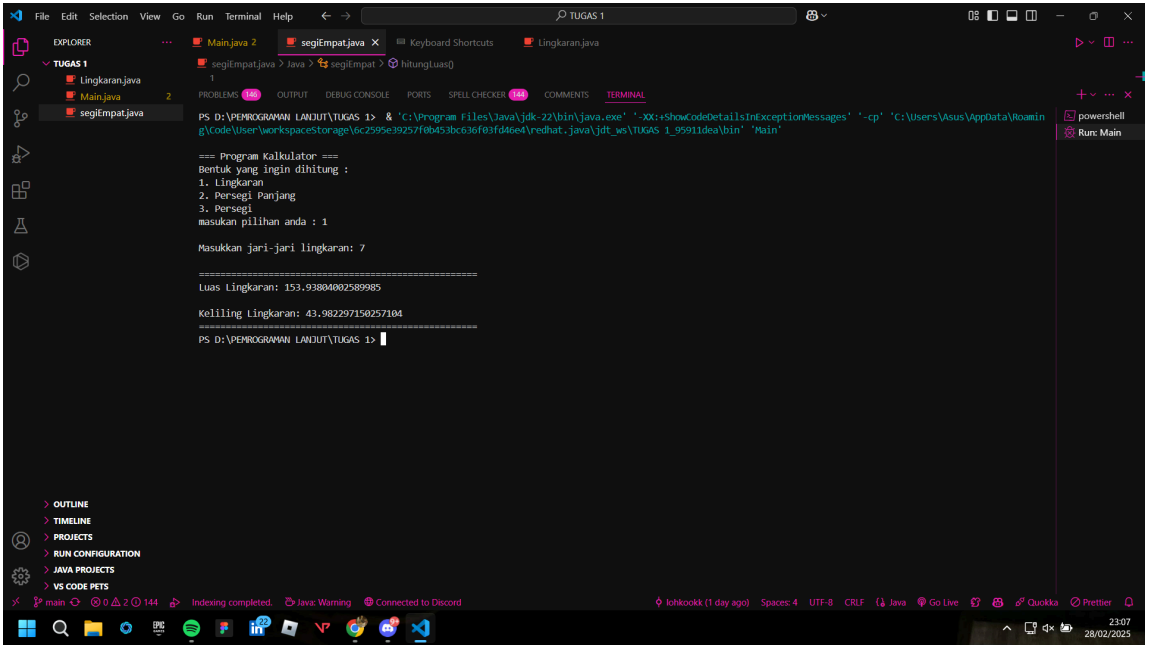 File Edit Selection View Go Run Terminal Help
TUGAS 1
EXPLORER
TUGAS 1
Lingkaran.java
Main.java 2
segiEmpat.java
Main.java 2 segiEmpat.java Keyboard Shortcuts Lingkaran.java
segiEmpat.java > Java > segiEmpat > hitungLuas()
1
PROBLEMS 146 OUTPUT DEBUG CONSOLE PORTS SPELL CHECKER 144 COMMENTS TERMINAL
PS D:\PEMROGRAMAN LANJUT\TUGAS 1> & 'C:\Program Files\Java\jdk-22\bin\java.exe' '-XX:+ShowCodeDetailsInExceptionMessages' '-cp' 'C:\Users\Asus\AppData\Roamin
g\Code\User\workspaceStorage\6c2595e39257f0b453bc636f03fd46e4\redhat.java\jdt_ws\TUGAS 1_95911dea\bin' 'Main'
=== Program Kalkulator ===
Bentuk yang ingin dihitung :
1. Lingkaran
2. Persegi Panjang
3. Persegi
masukan pilihan anda : 1
Masukkan jari-jari lingkaran: 7
====================================================
Luas Lingkaran: 153.93804002589985
Keliling Lingkaran: 43.982297150257104
====================================================
PS D:\PEMROGRAMAN LANJUT\TUGAS 1>
powershell
Run: Main
OUTLINE
TIMELINE
PROJECTS
RUN CONFIGURATION
JAVA PROJECTS
VS CODE PETS
main 0 2 144 Indexing completed. Java: Warning Connected to Discord lohkookk (1 day ago) Spaces: 4 UTF-8 CRLF Java Go Live Quokka Prettier
EPIC
GAMES
in 22
VP
9+
23:07
28/02/2025